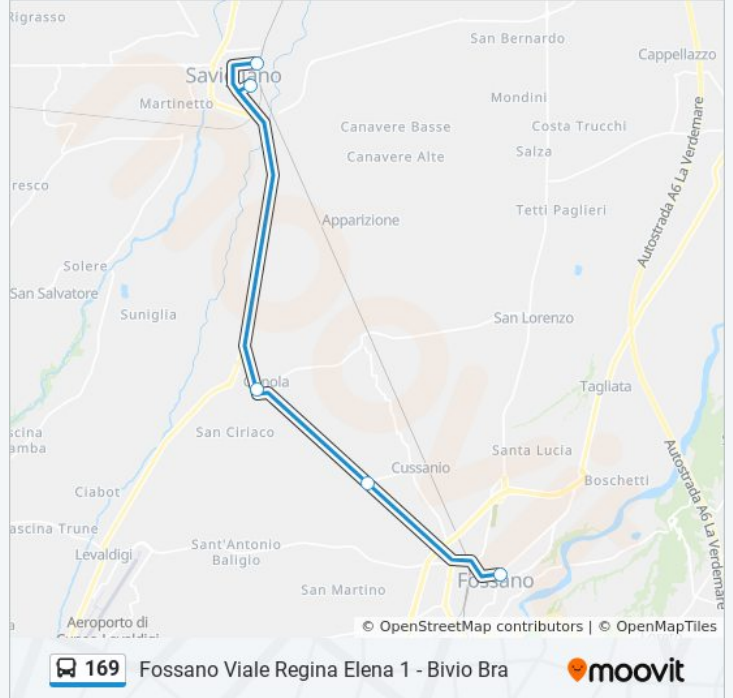 Rigrasso
San Bernardo
Cappellazzo
Savigliano
Martinetto
Mondini
Canavere Basse
Costa Trucchi
Canavere Alte
Salza
resco
Autostrada A6 La Verdemare
Apparizione
Tetti Paglieri
Solere
San Salvatore
Suniglia
San Lorenzo
Tagliata
scina
amba
San Ciriaco
Cussanio
Santa Lucia
Boschetti
Autostrada A6 La Verdemare
Ciabot
ascina Trune
Levaldigi
Sant'Antonio
Baligio
San Martino
Fossano
Aeroporto di
© OpenStreetMap contributors | © OpenMapTiles
169 Fossano Viale Regina Elena 1 - Bivio Bra
moovit